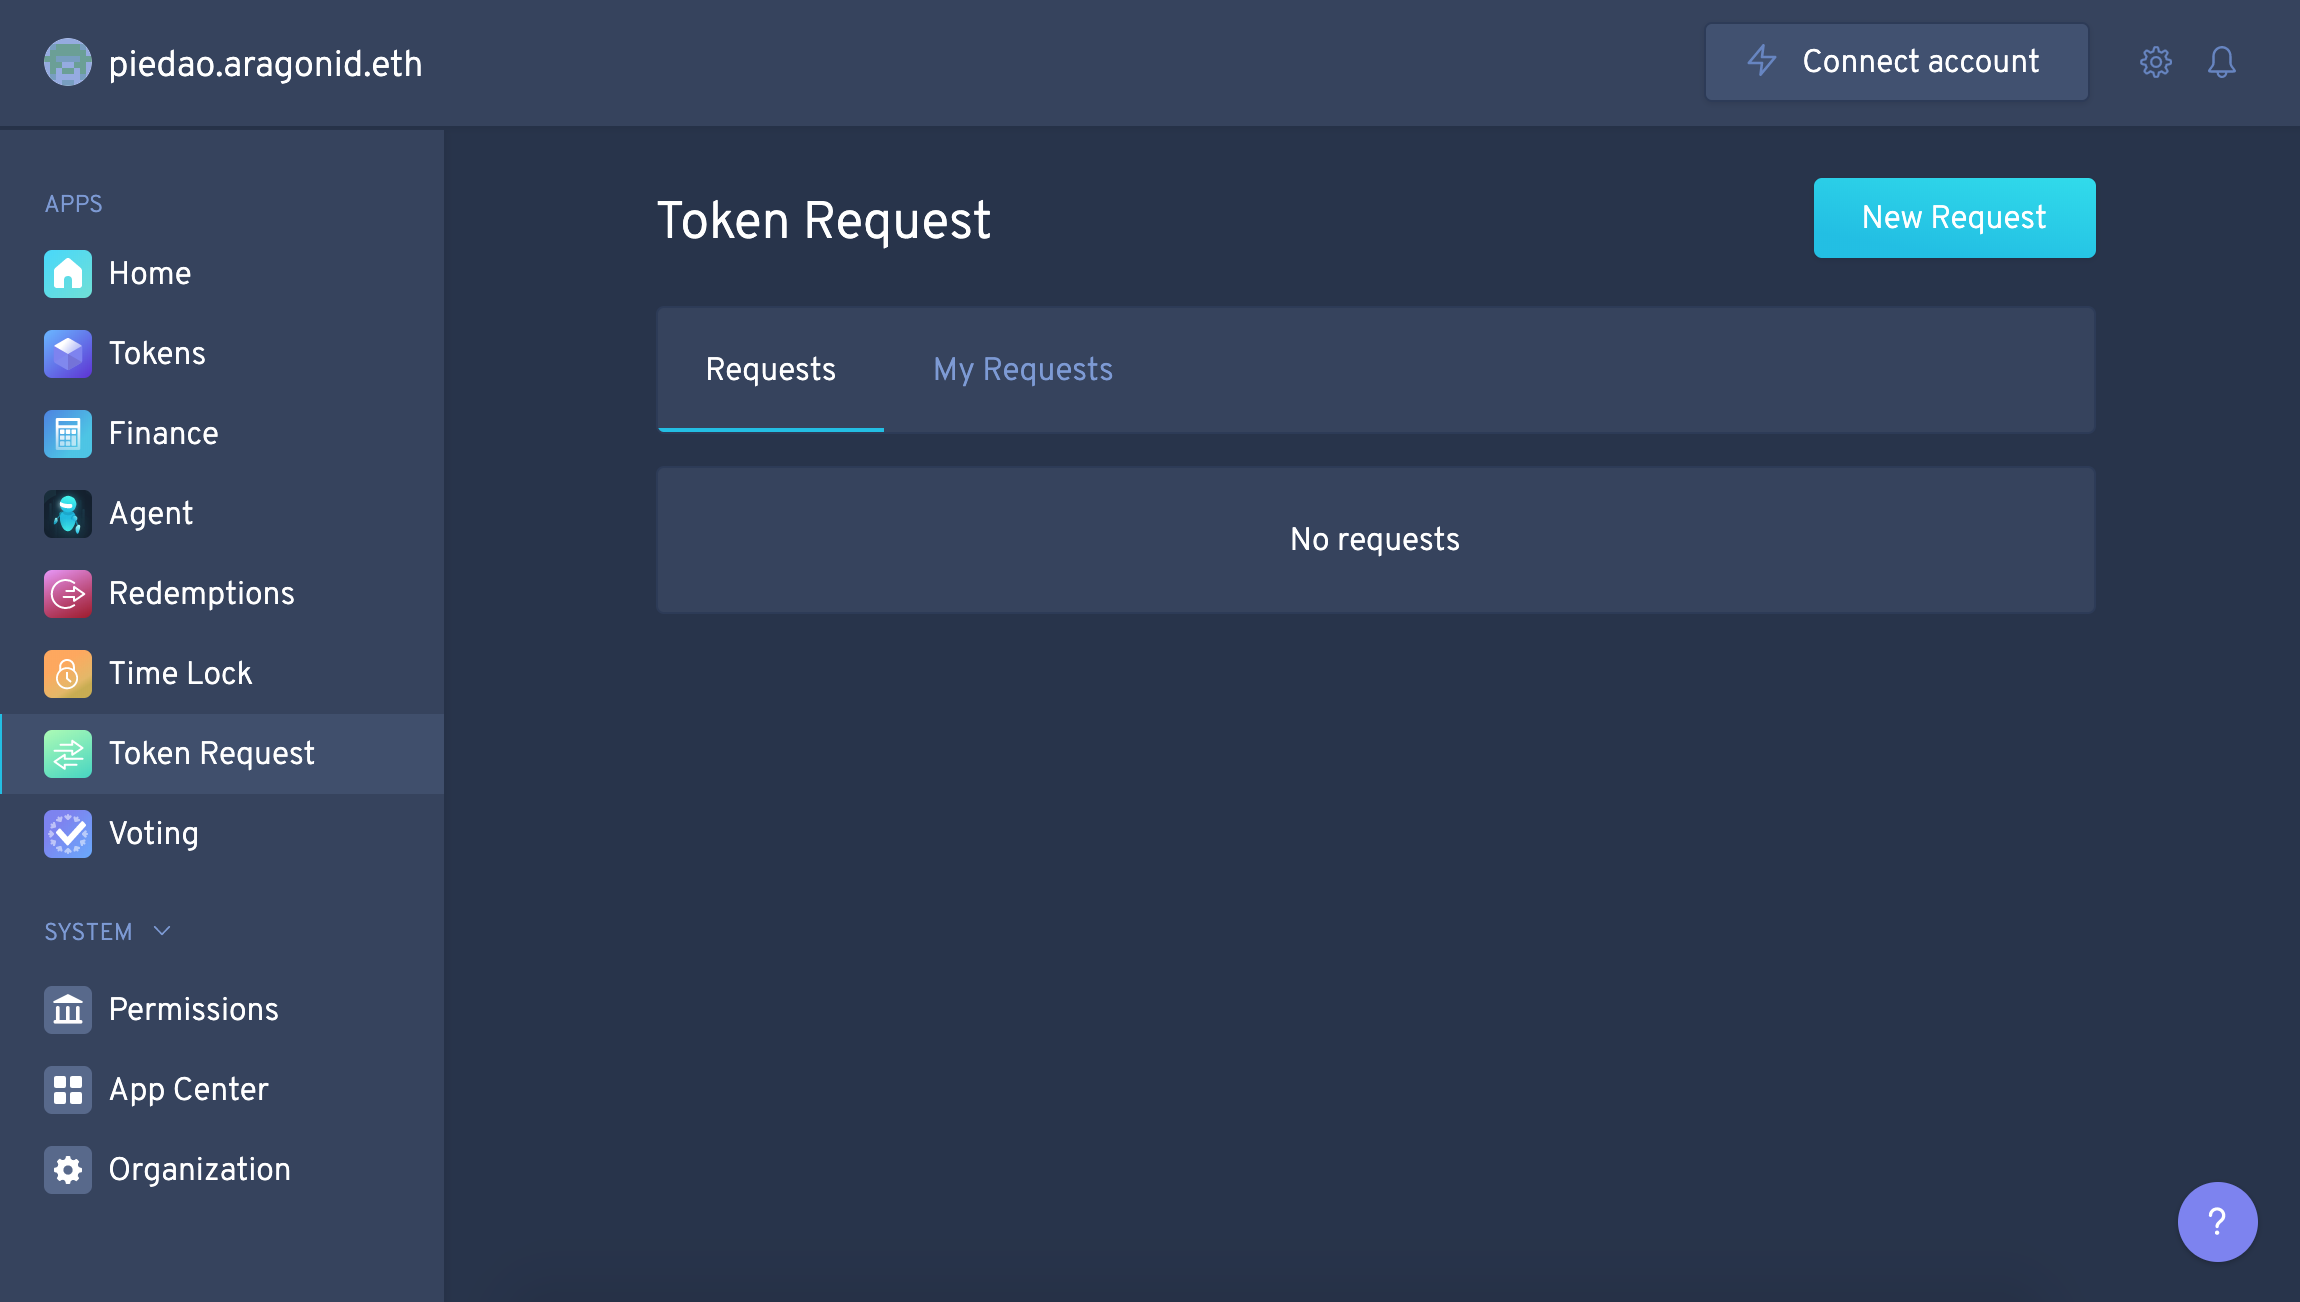 piedao.aragonid.eth
Connect account
APPS
Home
Tokens
Finance
Agent
Redemptions
Time Lock
Token Request
Voting
SYSTEM
Permissions
App Center
Organization
Token Request
New Request
Requests
My Requests
No requests
?